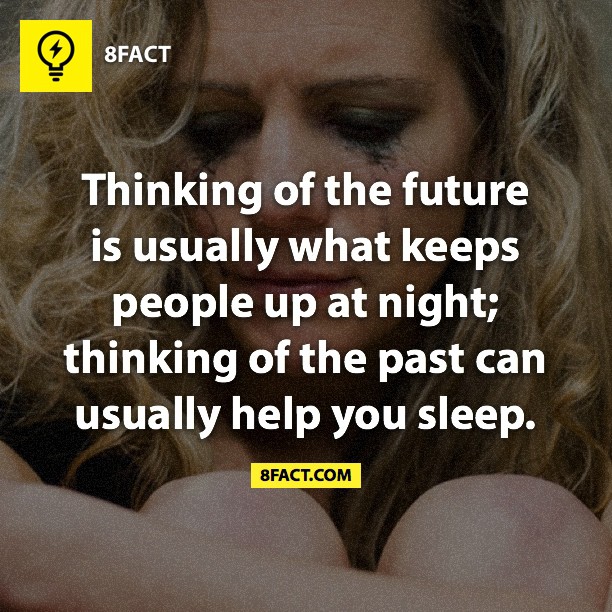 8FACT
Thinking of the future
is usually what keeps
people up at night;
thinking of the past can
usually help you sleep.
8FACT.COM